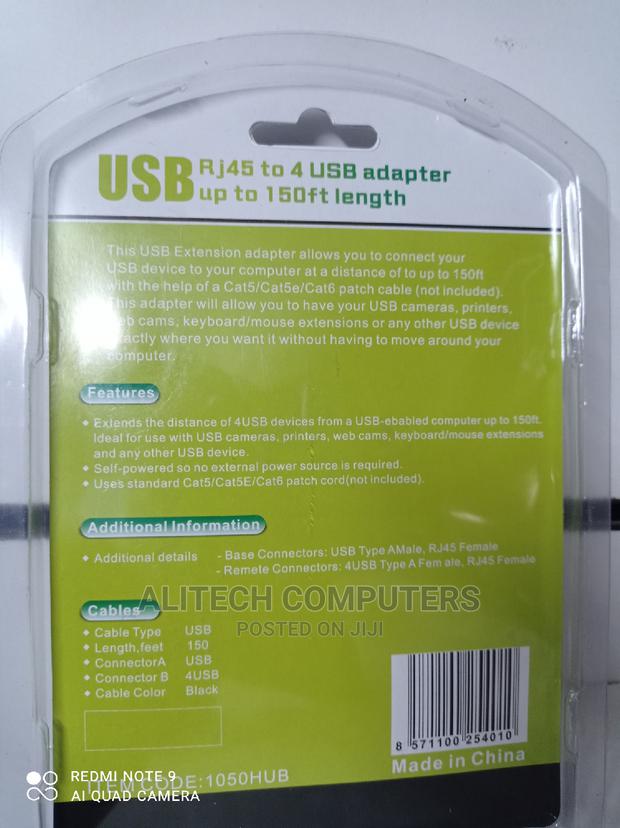 USB Rj45 to 4 USB adapter
up to 150ft length
This USB Extension adapter allows you to connect your
USB device to your computer at a distance of to up to 150ft
with the help of a Cat5/Cat5e/Cat6 patch cable (not included).
This adapter will allow you to have your USB cameras, printers,
web cams, keyboard/mouse extensions or any other USB device
exactly where you want it without having to move around your
computer.
Features
Extends the distance of 4USB devices from a USB-ebabled computer up to 150ft.
Ideal for use with USB cameras, printers, web cams, keyboard/mouse extensions
and any other USB device.
Self-powered so no external power source is required.
Uses standard Cat5/Cat5E/Cat6 patch cord(not included).
Additional Information
Additional details - Base Connectors: USB Type AMale, RJ45 Female
- Remete Connectors: 4USB Type A Fem ale, RJ45 Female
ALITECH COMPUTERS
POSTED ON JIJI
Cables
Cable Type USB
Length,feet 150
ConnectorA USB
Connector B 4USB
Cable Color Black
8 571100 254010
Made in China
ITEM CODE:1050HUB
REDMI NOTE 9
AI QUAD CAMERA